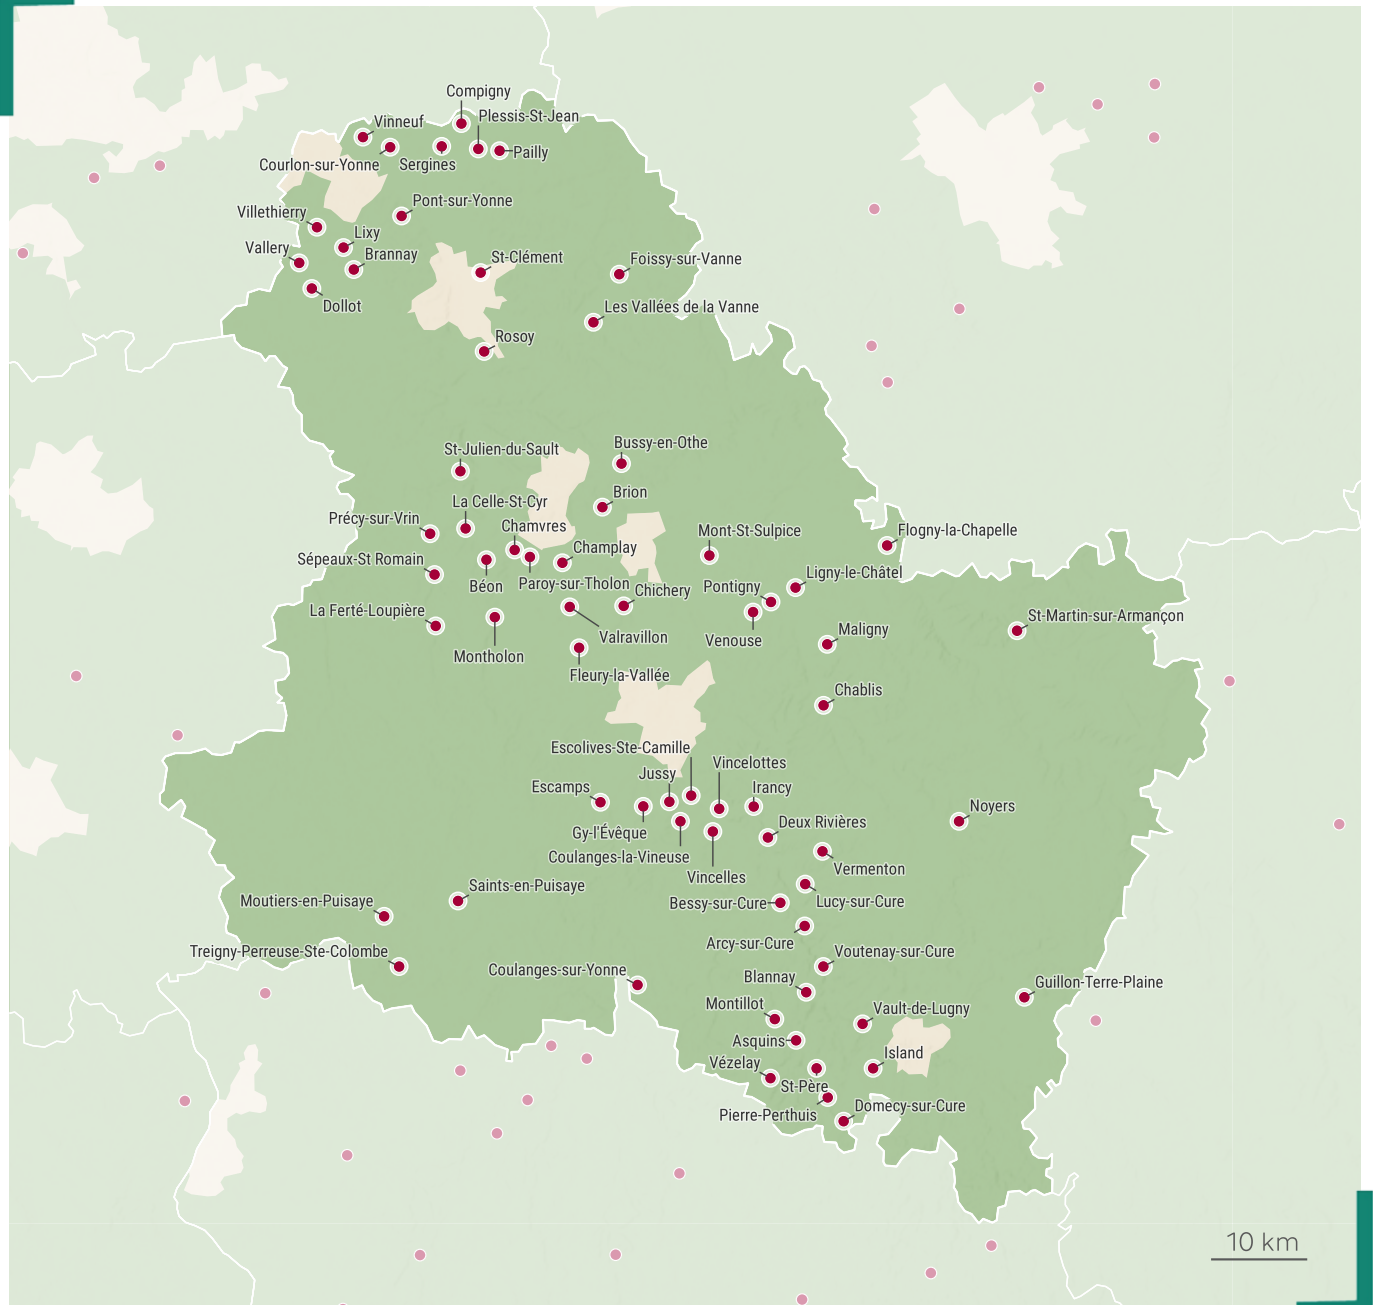 Compigny
Plessis-St-Jean
Vinneuf
Pailly
Courlon-sur-Yonne
Sergines
Pont-sur-Yonne
Villethierry
Lixy
Vallery
Brannay
St-Clément
Foissy-sur-Vanne
Dollot
Les Vallées de la Vanne
Rosoy
Bussy-en-Othe
St-Julien-du-Sault
Brion
La Celle-St-Cyr
Précy-sur-Vrin
Chamvres
Mont-St-Sulpice
Flogny-la-Chapelle
Champlay
Sépeaux-St Romain
Ligny-le-Châtel
Béon
Paroy-sur-Tholon
Pontigny
Chichery
La Ferté-Loupière
St-Martin-sur-Armançon
Maligny
Valravillon
Venouse
Montholon
Fleury-la-Vallée
Chablis
Escolives-Ste-Camille
Vincelottes
Jussy
Escamps
Irancy
Noyers
Deux Rivières
Gy-l'Évêque
Coulanges-la-Vineuse
Vermenton
Vincelles
Saints-en-Puisaye
Moutiers-en-Puisaye
Bessy-sur-Cure
Lucy-sur-Cure
Arcy-sur-Cure
Treigny-Perreuse-Ste-Colombe
Voutenay-sur-Cure
Coulanges-sur-Yonne
Blannay
Guillon-Terre-Plaine
Montillot
Vault-de-Lugny
Asquins
Island
Vézelay
St-Père
Domecy-sur-Cure
Pierre-Perthuis
10 km